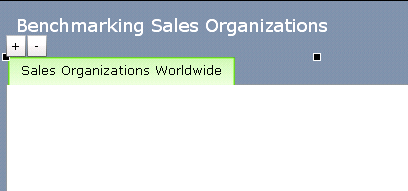 Benchmarking Sales Organizations
+ -
Sales Organizations Worldwide